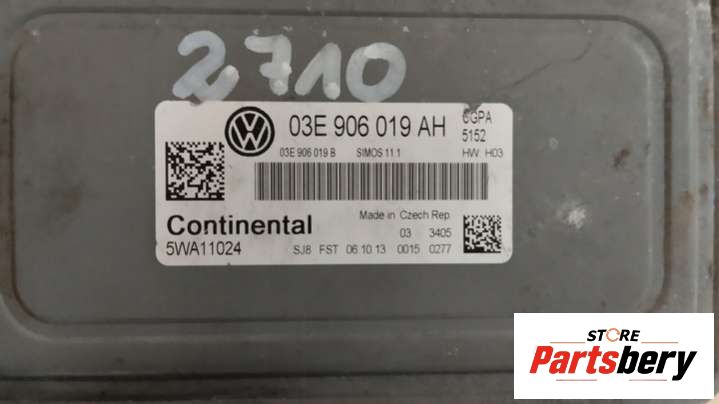 2710
03E 906 019 AH
CGPA
5152
03E 906 019 B SIMOS 11.1 HW H03
Continental
5WA11024
Made in Czech Rep.
03 3405
SJ8 FST 06.10.13 0015 0277
STORE
Partsbery